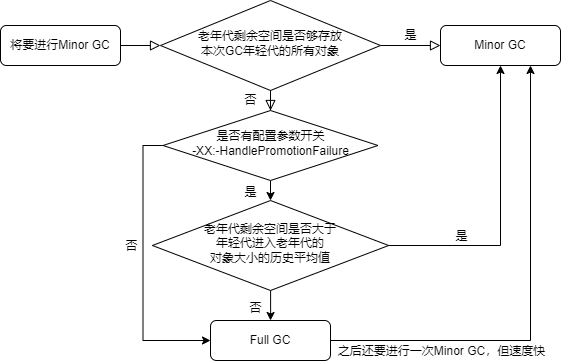 将要进行Minor GC
老年代剩余空间是否够存放
本次GC年轻代的所有对象
是
Minor GC
否
是否有配置参数开关
-XX:-HandlePromotionFailure
是
否
老年代剩余空间是否大于
年轻代进入老年代的
对象大小的历史平均值
是
否
Full GC
之后还要进行一次Minor GC，但速度快